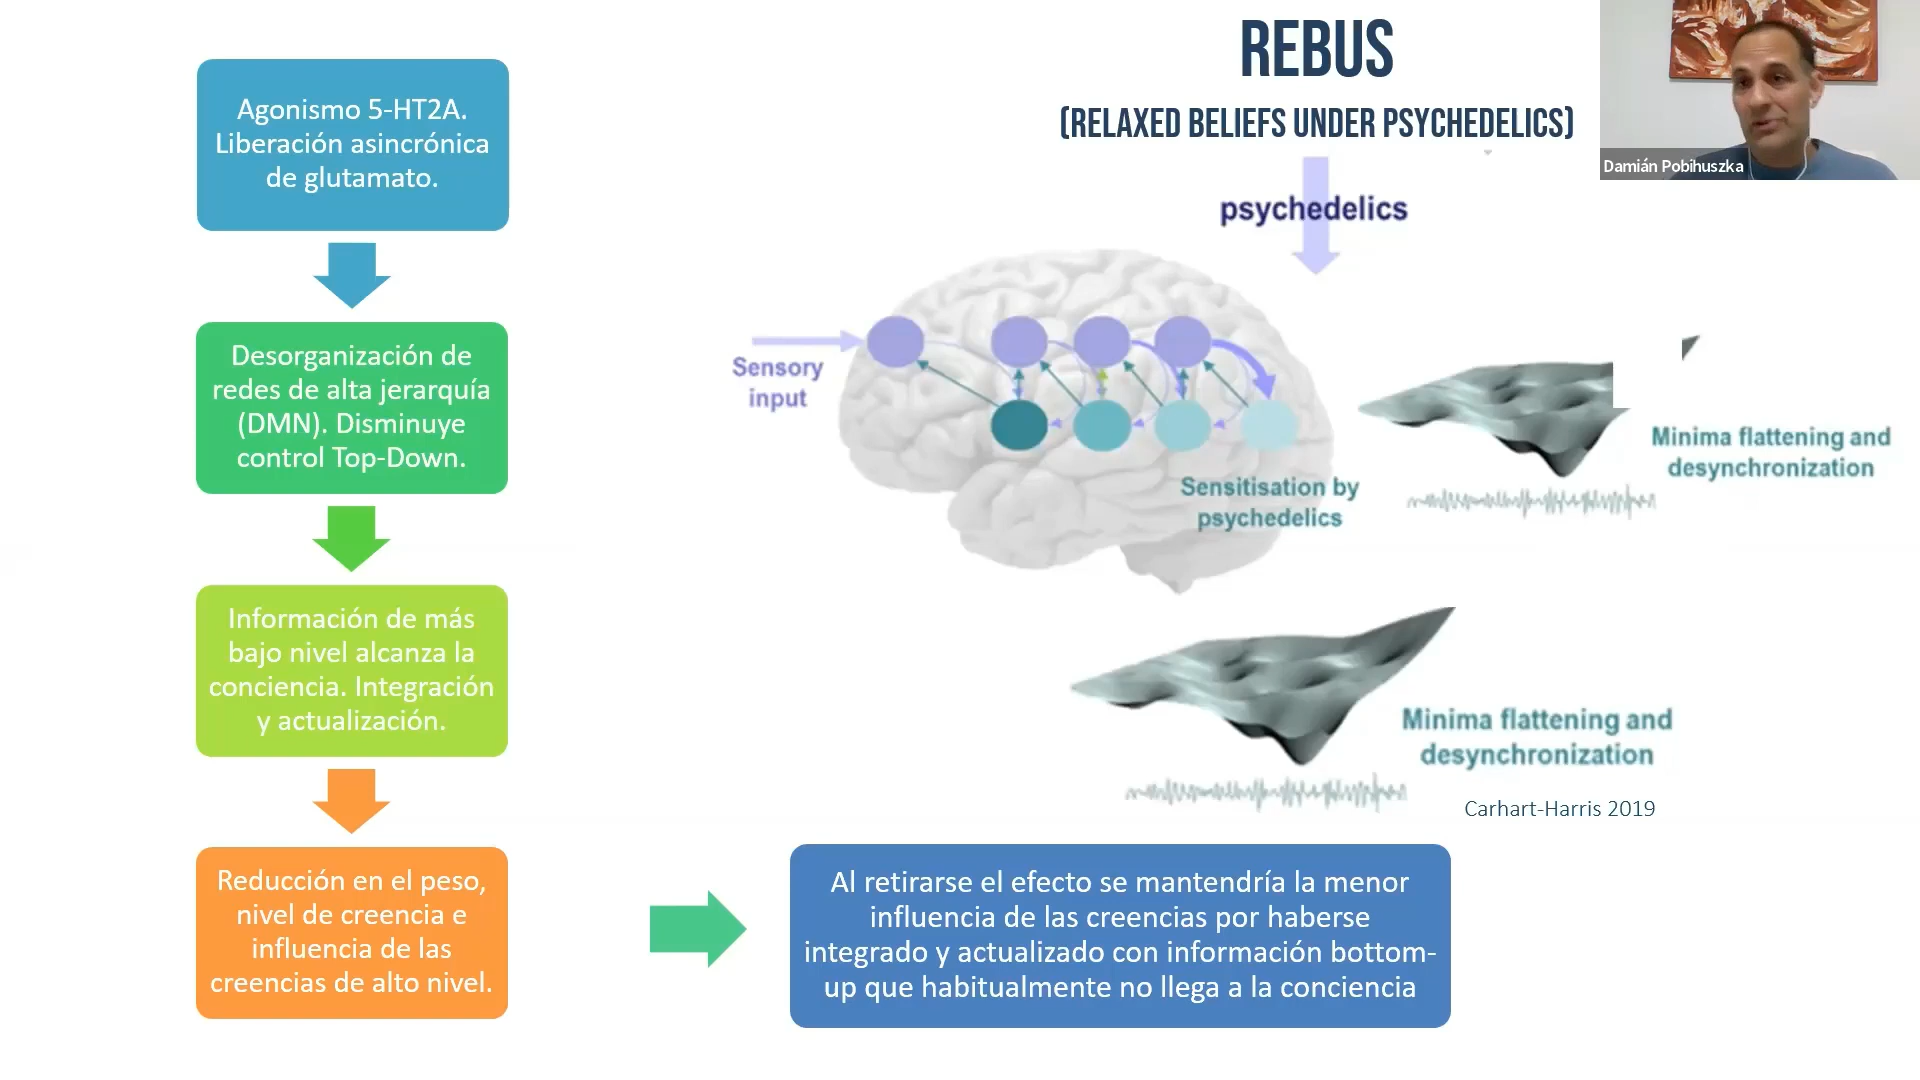 REBUS
(RELAXED BELIEFS UNDER PSYCHEDELICS)
Damián Pobihuszka
Agonismo 5-HT2A.
Liberación asincrónica
de glutamato.
Desorganización de
redes de alta jerarquía
(DMN). Disminuye
control Top-Down.
Información de más
bajo nivel alcanza la
conciencia. Integración
y actualización.
Reducción en el peso,
nivel de creencia e
influencia de las
creencias de alto nivel.
psychedelics
Sensory
input
Sensitisation by
psychedelics
Minima flattening and
desynchronization
Minima flattening and
desynchronization
Carhart-Harris 2019
Al retirarse el efecto se mantendría la menor
influencia de las creencias por haberse
integrado y actualizado con información bottom-
up que habitualmente no llega a la conciencia